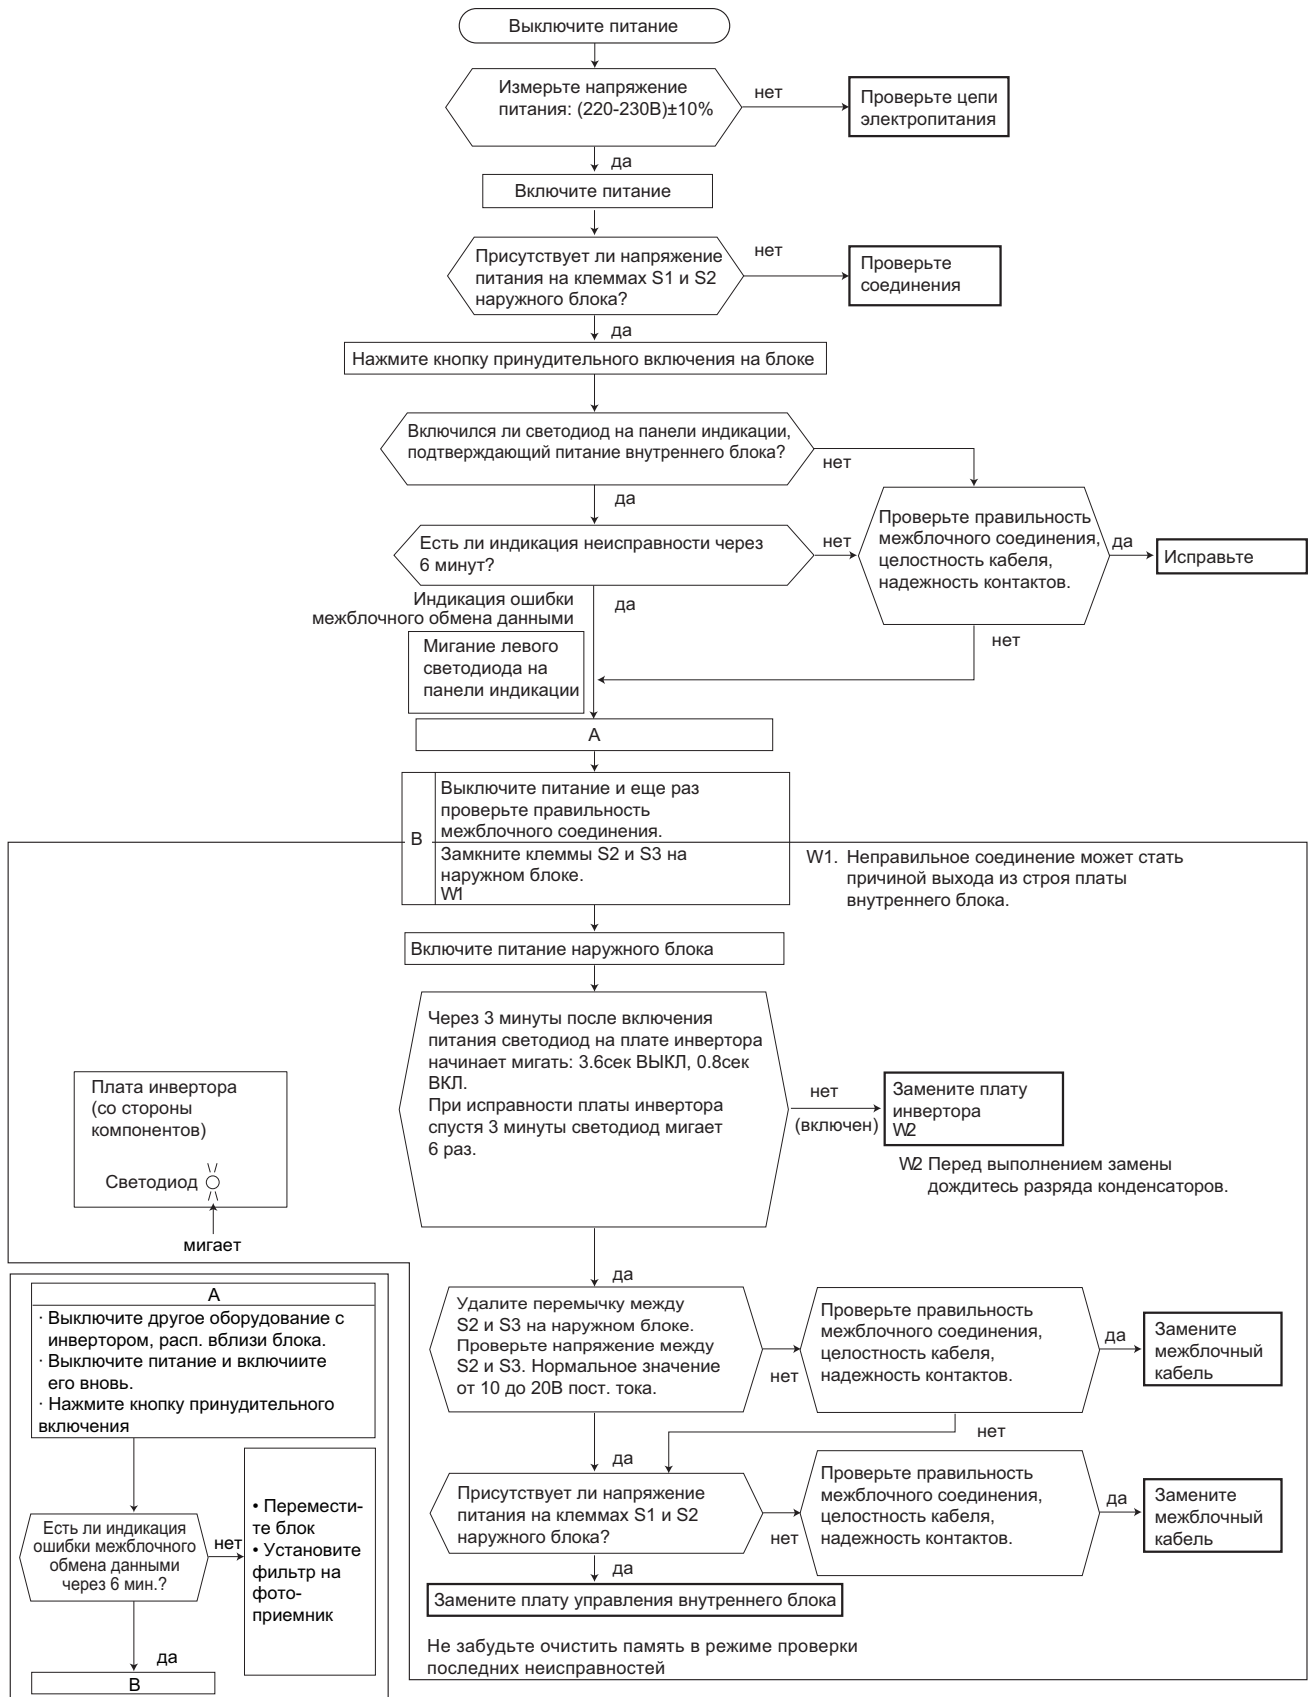 Выключите питание
Измерьте напряжение
питания: (220-230В)±10%
нет
Проверьте цепи
электропитания
да
Включите питание
Присутствует ли напряжение
питания на клеммах S1 и S2
наружного блока?
нет
Проверьте
соединения
да
Нажмите кнопку принудительного включения на блоке
Включился ли светодиод на панели индикации,
подтверждающий питание внутреннего блока?
нет
да
Есть ли индикация неисправности через
6 минут?
нет
Проверьте правильность
межблочного соединения,
целостность кабеля,
надежность контактов.
да
Исправьте
нет
Индикация ошибки
межблочного обмена данными
да
Мигание левого
светодиода на
панели индикации
A
B
Выключите питание и еще раз
проверьте правильность
межблочного соединения.
Замкните клеммы S2 и S3 на
наружном блоке.
W1
W1. Неправильное соединение может стать
причиной выхода из строя платы
внутреннего блока.
Включите питание наружного блока
Через 3 минуты после включения
питания светодиод на плате инвертора
начинает мигать: 3.6сек ВЫКЛ, 0.8сек
ВКЛ.
При исправности платы инвертора
спустя 3 минуты светодиод мигает
6 раз.
нет
(включен)
Замените плату
инвертора
W2
W2 Перед выполнением замены
дождитесь разряда конденсаторов.
Плата инвертора
(со стороны
компонентов)
Светодиод
мигает
да
Удалите перемычку между
S2 и S3 на наружном блоке.
Проверьте напряжение между
S2 и S3. Нормальное значение
от 10 до 20В пост. тока.
нет
Проверьте правильность
межблочного соединения,
целостность кабеля,
надежность контактов.
да
Замените
межблочный
кабель
нет
да
Присутствует ли напряжение
питания на клеммах S1 и S2
наружного блока?
нет
Проверьте правильность
межблочного соединения,
целостность кабеля,
надежность контактов.
да
Замените
межблочный
кабель
да
Замените плату управления внутреннего блока
Не забудьте очистить память в режиме проверки
последних неисправностей
A
· Выключите другое оборудование с
инвертором, расп. вблизи блока.
· Выключите питание и включиите
его вновь.
· Нажмите кнопку принудительного
включения
Есть ли индикация
ошибки межблочного
обмена данными
через 6 мин.?
нет
• Перемести-
те блок
• Установите
фильтр на
фото-
приемник
да
B